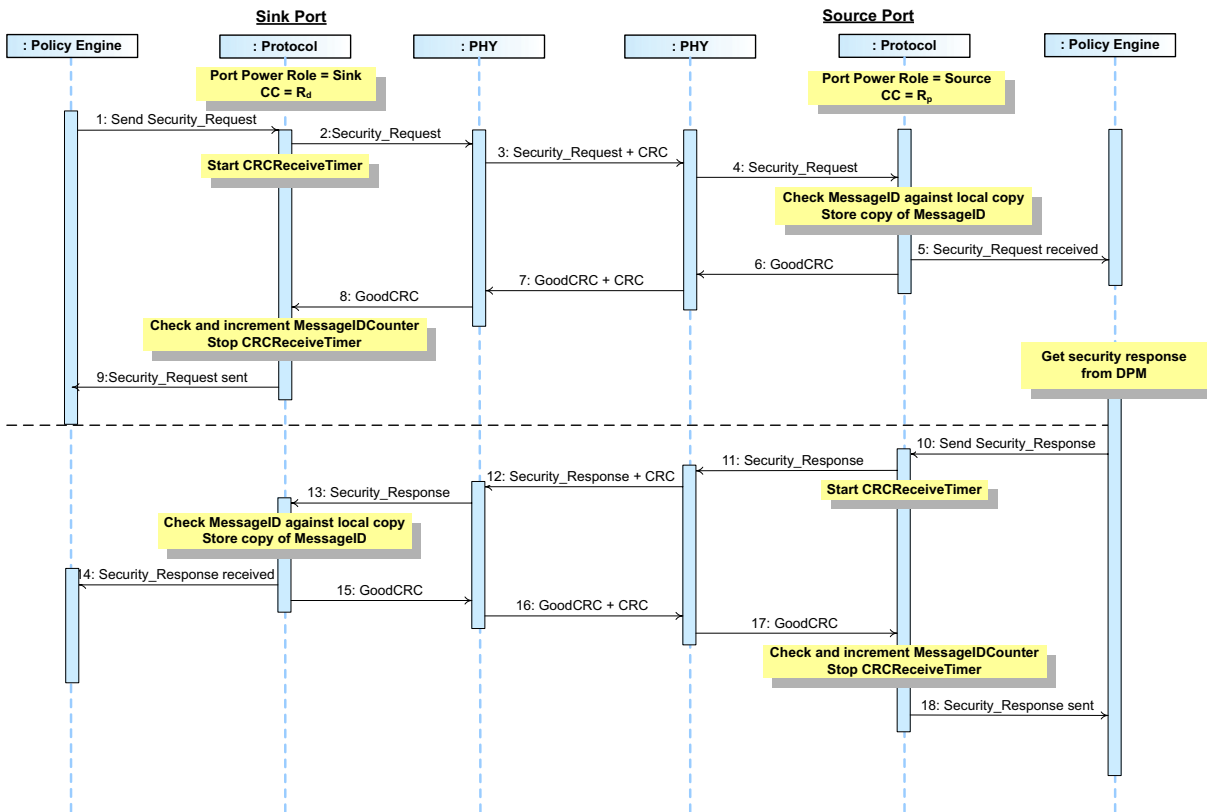 Sink Port
Source Port
: Policy Engine
: Protocol
: PHY
: PHY
: Protocol
: Policy Engine
Port Power Role = Sink
CC = Rd
Port Power Role = Source
CC = Rp
1: Send Security_Request
2:Security_Request
Start CRCReceiveTimer
3: Security_Request + CRC
4: Security_Request
Check MessageID against local copy
Store copy of MessageID
5: Security_Request received
6: GoodCRC
7: GoodCRC + CRC
8: GoodCRC
Check and increment MessageIDCounter
Stop CRCReceiveTimer
9:Security_Request sent
Get security response
from DPM
10: Send Security_Response
11: Security_Response
Start CRCReceiveTimer
12: Security_Response + CRC
13: Security_Response
Check MessageID against local copy
Store copy of MessageID
14: Security_Response received
15: GoodCRC
16: GoodCRC + CRC
17: GoodCRC
Check and increment MessageIDCounter
Stop CRCReceiveTimer
18: Security_Response sent